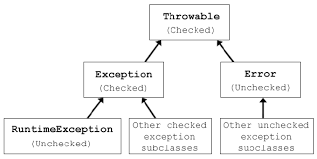 Throwable
(Checked)
Exception
(Checked)
Error
(Unchecked)
RuntimeException
(Unchecked)
Other checked
exception
subclasses
Other unchecked
exception
subclasses